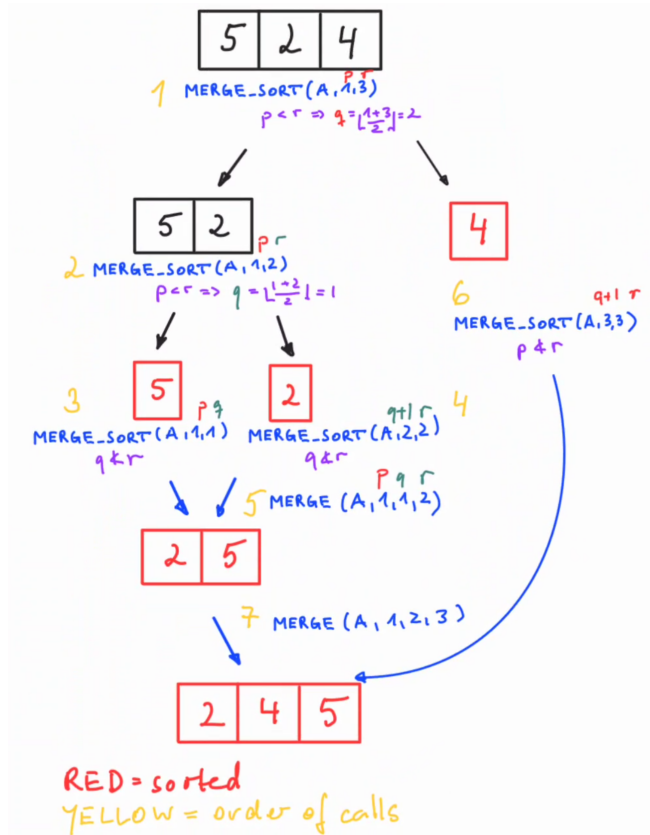 5 2 4
p r
1 MERGE_SORT(A,1,3)
p < r => q = ⌊1+3/2⌋ = 2
5 2
4
p r
2 MERGE_SORT(A,1,2)
p < r => q = ⌊1+2/2⌋ = 1
6
q+1 r
MERGE_SORT(A,3,3)
p ≮ r
5
2
3
p q
MERGE_SORT(A,1,1)
q ≮ r
q+1 r
4
MERGE_SORT(A,2,2)
q ≮ r
p q r
5 MERGE (A,1,1,2)
2 5
7 MERGE (A,1,2,3)
2 4 5
RED = sorted
YELLOW = order of calls